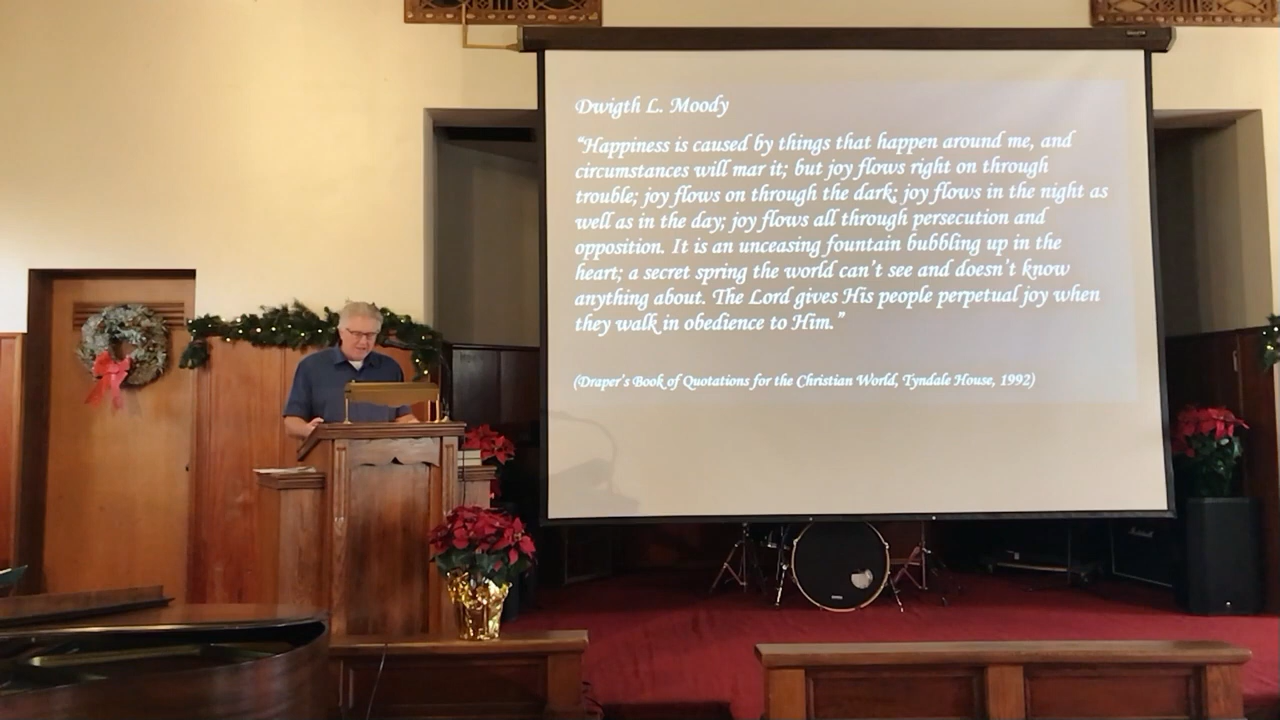 Dwigth L. Moody
“Happiness is caused by things that happen around me, and
circumstances will mar it; but joy flows right on through
trouble; joy flows on through the dark; joy flows in the night as
well as in the day; joy flows all through persecution and
opposition. It is an unceasing fountain bubbling up in the
heart; a secret spring the world can’t see and doesn’t know
anything about. The Lord gives His people perpetual joy when
they walk in obedience to Him.”
(Draper’s Book of Quotations for the Christian World, Tyndale House, 1992)
Marshall